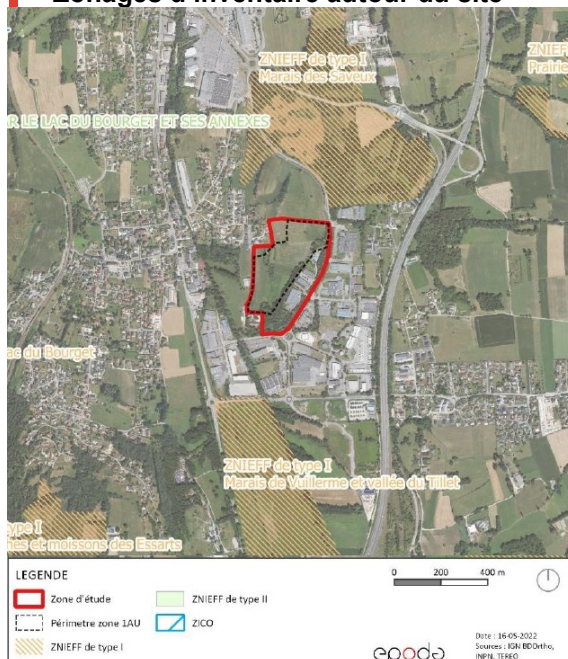 Zonages d'inventaire autour du site
ZNIEFF de type I
Marais des Saveux
ZNIEFF
Prairie
R LE LAC DU BOURGET ET SES ANNEXES
ac du Bourget
ZNIEFF de type I
Marais de Vuillerme et vallée du Tillet
type I
hes et moissons des Essarts
LEGENDE
Zone d'étude
ZNIEFF de type II
Périmètre zone 1AU
ZICO
ZNIEFF de type I
0 200 400 m
epode
Date : 16-05-2022
Sources : IGN BDOrtho,
INPN, TEREO